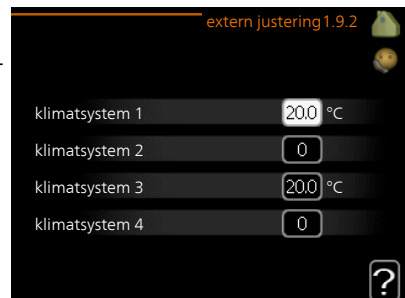 extern justering 1.9.2
klimatsystem 1 20.0 °C
klimatsystem 2 0
klimatsystem 3 20.0 °C
klimatsystem 4 0
?